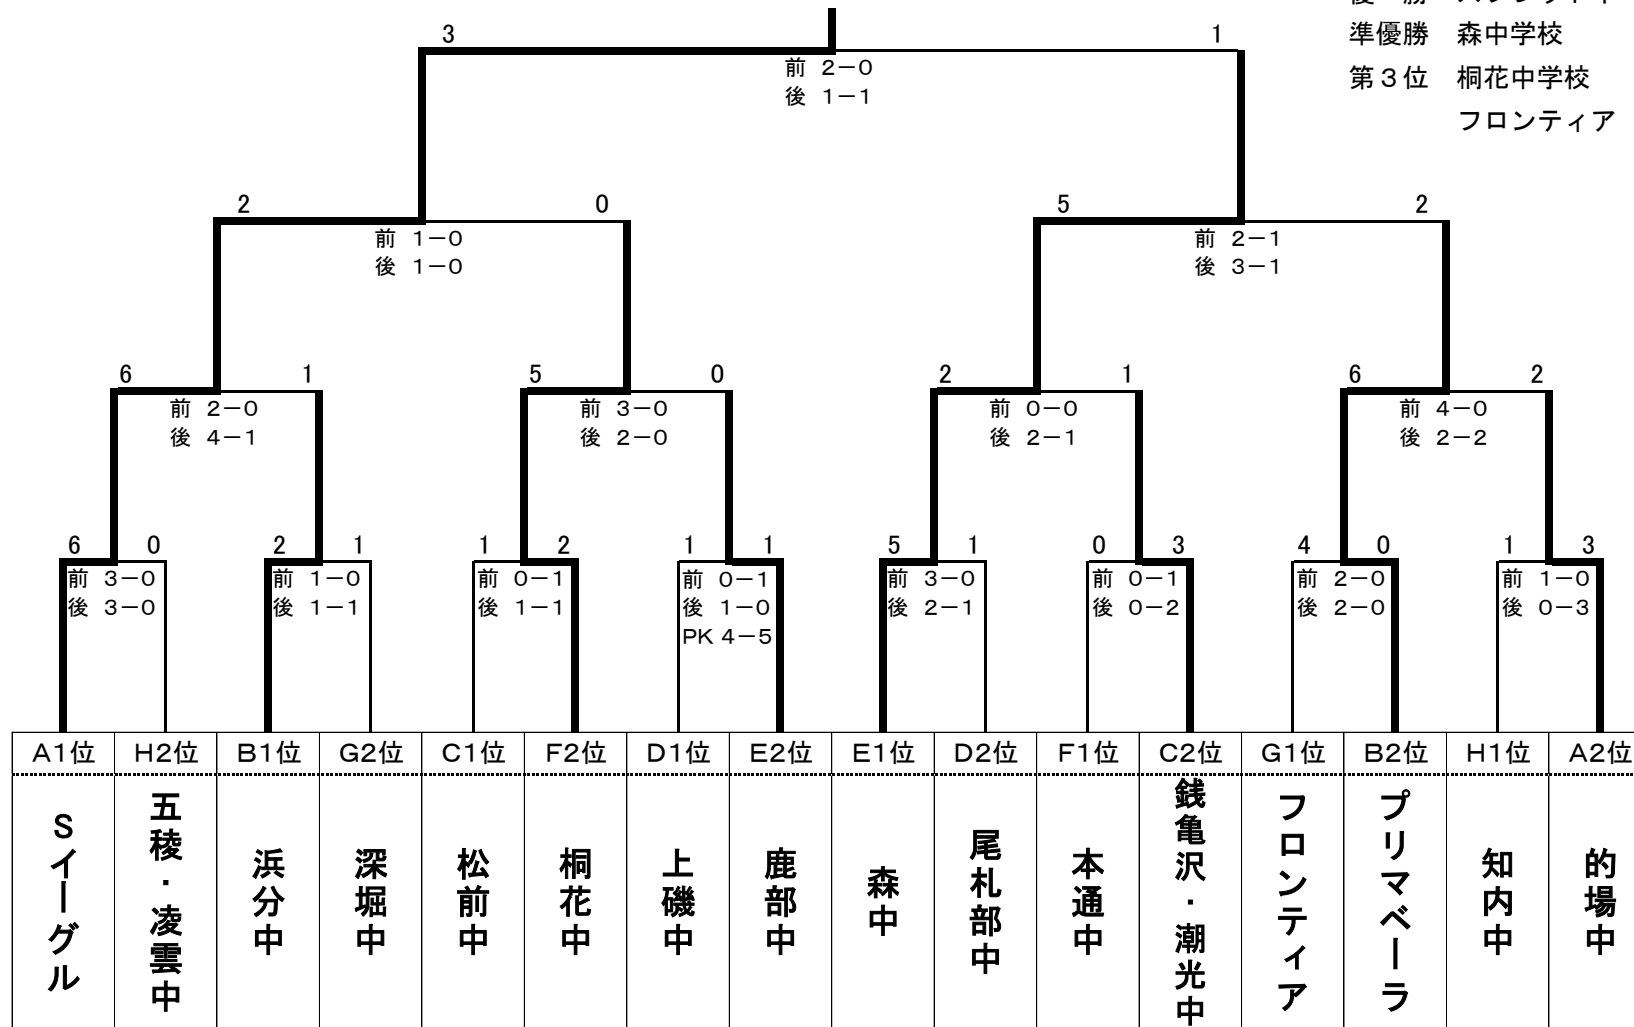 準優勝 森中学校
第3位 桐花中学校
フロンティア
3 1
前 2-0
後 1-1
2 0 5 2
前 1-0 前 2-1
後 1-0 後 3-1
6 1 5 0 2 1 6 2
前 2-0 前 3-0 前 0-0 前 4-0
後 4-1 後 2-0 後 2-1 後 2-2
6 0 2 1 1 2 1 1 5 1 0 3 4 0 1 3
前 3-0 前 1-0 前 0-1 前 0-1 前 3-0 前 0-1 前 2-0 前 1-0
後 3-0 後 1-1 後 1-1 後 1-0 後 2-1 後 0-2 後 2-0 後 0-3
PK 4-5
A1位 H2位 B1位 G2位 C1位 F2位 D1位 E2位 E1位 D2位 F1位 C2位 G1位 B2位 H1位 A2位
Sイーグル
五稜・凌雲中
浜分中
深堀中
松前中
桐花中
上磯中
鹿部中
森中
尾札部中
本通中
銭亀沢・潮光中
フロンティア
プリマベーラ
知内中
的場中